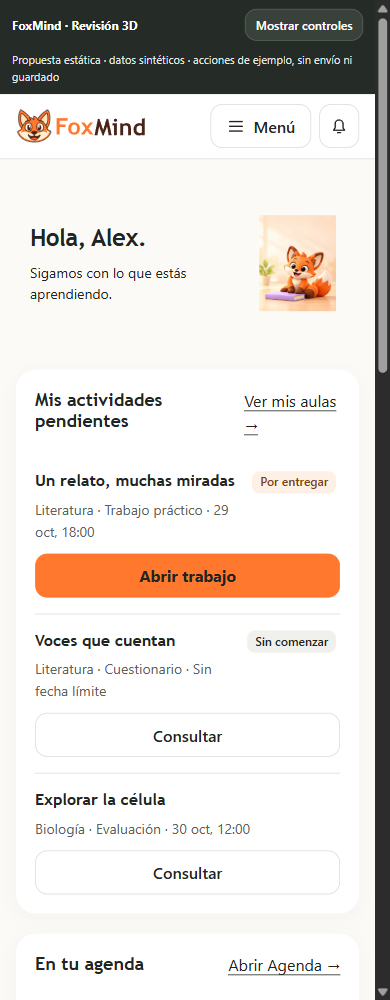 FoxMind · Revisión 3D
Mostrar controles
Propuesta estática · datos sintéticos · acciones de ejemplo, sin envío ni
guardado
FoxMind
Menú
Hola, Alex.
Sigamos con lo que estás
aprendiendo.
Mis actividades
pendientes
Ver mis aulas
→
Un relato, muchas miradas
Por entregar
Literatura · Trabajo práctico · 29
oct, 18:00
Abrir trabajo
Voces que cuentan
Sin comenzar
Literatura · Cuestionario · Sin
fecha límite
Consultar
Explorar la célula
Biología · Evaluación · 30 oct, 12:00
Consultar
En tu agenda
Abrir Agenda →